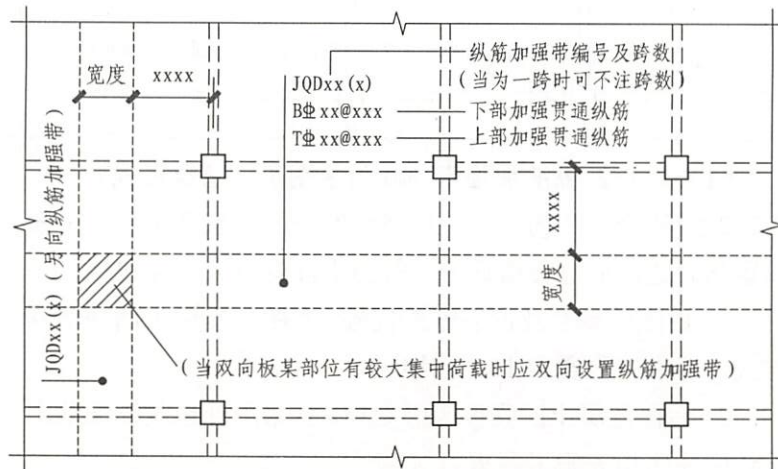 宽度
xxxx
纵筋加强带编号及跨数
JQDxx(x)
(当为一跨时可不注跨数)
B⏀xx@xxx
下部加强贯通纵筋
T⏀xx@xxx
上部加强贯通纵筋
JQDxx(x)(另向纵筋加强带)
xxxx
宽度
(当双向板某部位有较大集中荷载时应双向设置纵筋加强带)